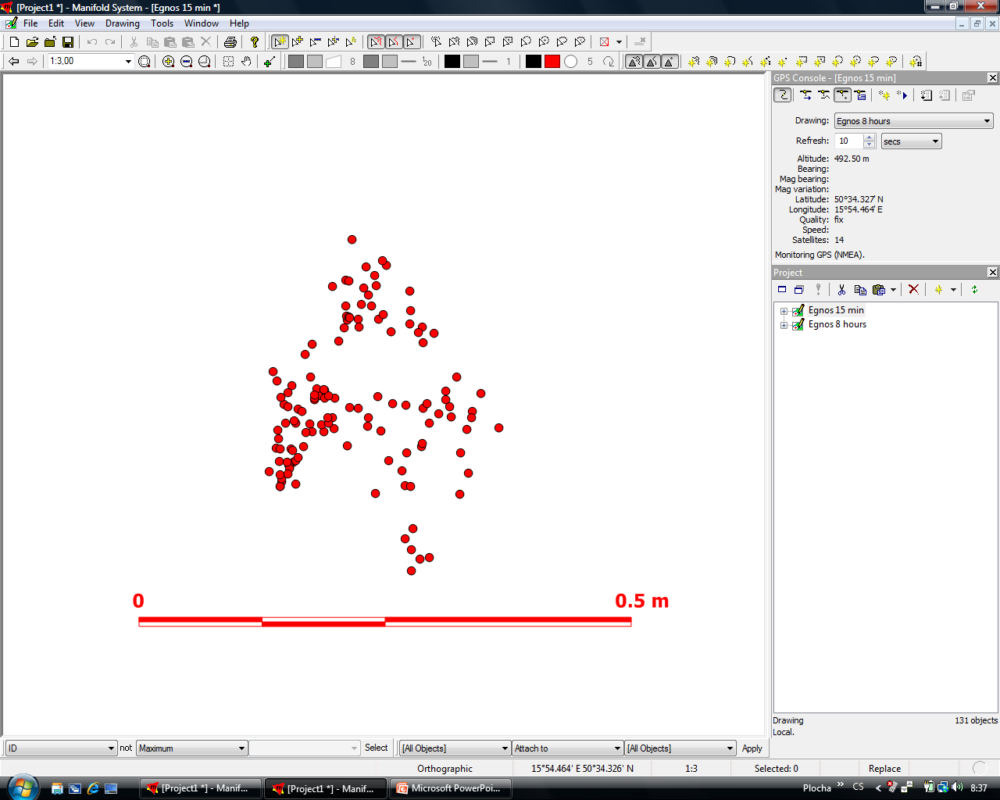 [Project1 *] - Manifold System - [Egnos 15 min *]
File Edit View Drawing Tools Window Help
1:3,00
8
1/20
1
5
GPS Console - [Egnos 15 min]
Drawing: Egnos 8 hours
Refresh: 10 secs
Altitude: 492.50 m
Bearing:
Mag bearing:
Mag variation:
Latitude: 50°34.327' N
Longitude: 15°54.464' E
Quality: fix
Speed:
Satellites: 14
Monitoring GPS (NMEA).
Project
Egnos 15 min
Egnos 8 hours
0 0.5 m
Drawing 131 objects
Local.
ID not Maximum Select [All Objects] Attach to [All Objects] Apply
Orthographic 15°54.464' E 50°34.326' N 1:3 Selected: 0 Replace
[Project1 *] - Manif... [Project1 *] - Manif... Microsoft PowerPoi... Plocha » CS 8:37